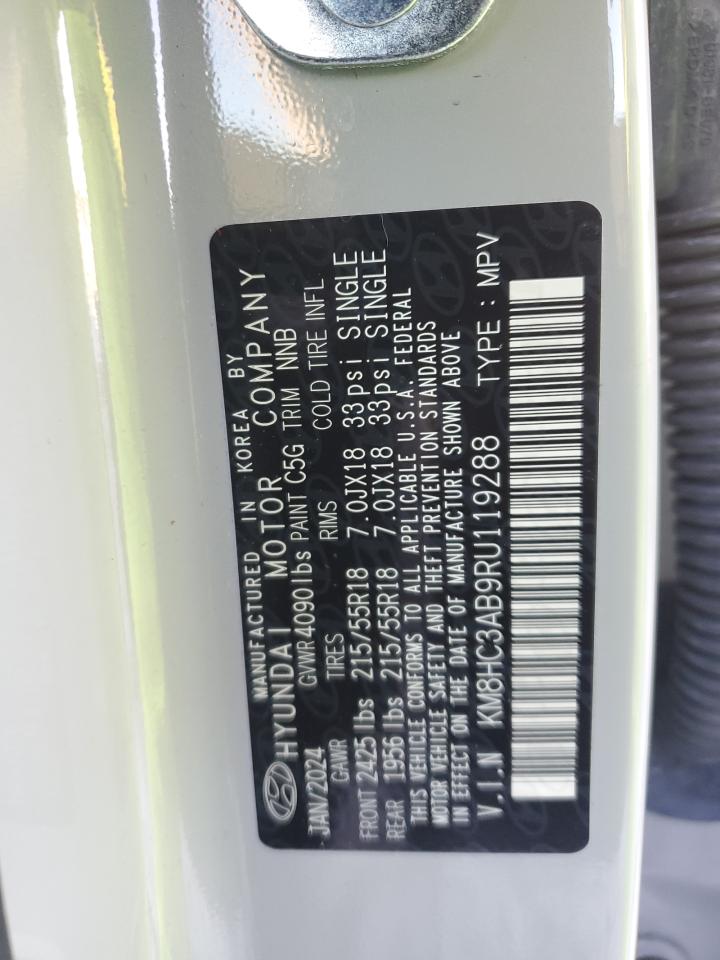 MANUFACTURED IN KOREA BY
HYUNDAI MOTOR COMPANY
JAN/2024 GVWR 4090lbs PAINT C5G TRIM NNB
GAWR TIRES RIMS COLD TIRE INFL
FRONT 2425 lbs 215/55R18 7.0JX18 33psi SINGLE
REAR 1956 lbs 215/55R18 7.0JX18 33psi SINGLE
THIS VEHICLE CONFORMS TO ALL APPLICABLE U.S.A. FEDERAL
MOTOR VEHICLE SAFETY AND THEFT PREVENTION STANDARDS
IN EFFECT ON THE DATE OF MANUFACTURE SHOWN ABOVE.
V.I.N KM8HC3AB9RU119288 TYPE : MPV